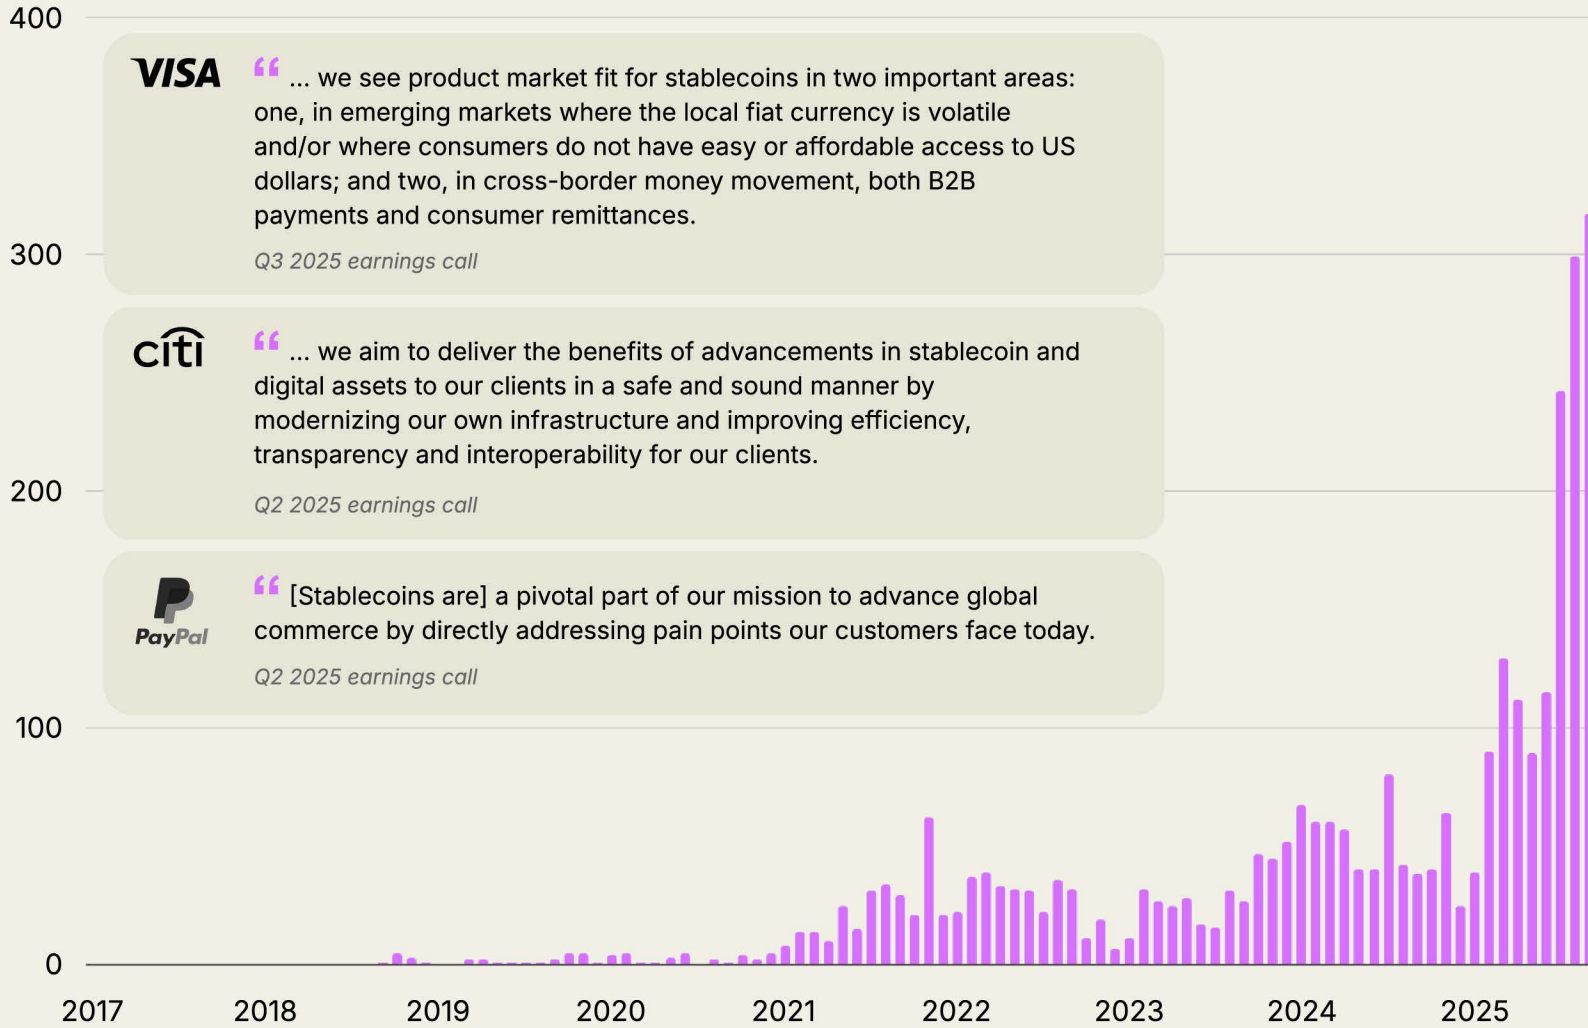 400
VISA
“ ... we see product market fit for stablecoins in two important areas:
one, in emerging markets where the local fiat currency is volatile
and/or where consumers do not have easy or affordable access to US
dollars; and two, in cross-border money movement, both B2B
payments and consumer remittances.
300
Q3 2025 earnings call
citi
“ ... we aim to deliver the benefits of advancements in stablecoin and
digital assets to our clients in a safe and sound manner by
modernizing our own infrastructure and improving efficiency,
transparency and interoperability for our clients.
200
Q2 2025 earnings call
PayPal
“ [Stablecoins are] a pivotal part of our mission to advance global
commerce by directly addressing pain points our customers face today.
Q2 2025 earnings call
100
0
2017 2018 2019 2020 2021 2022 2023 2024 2025